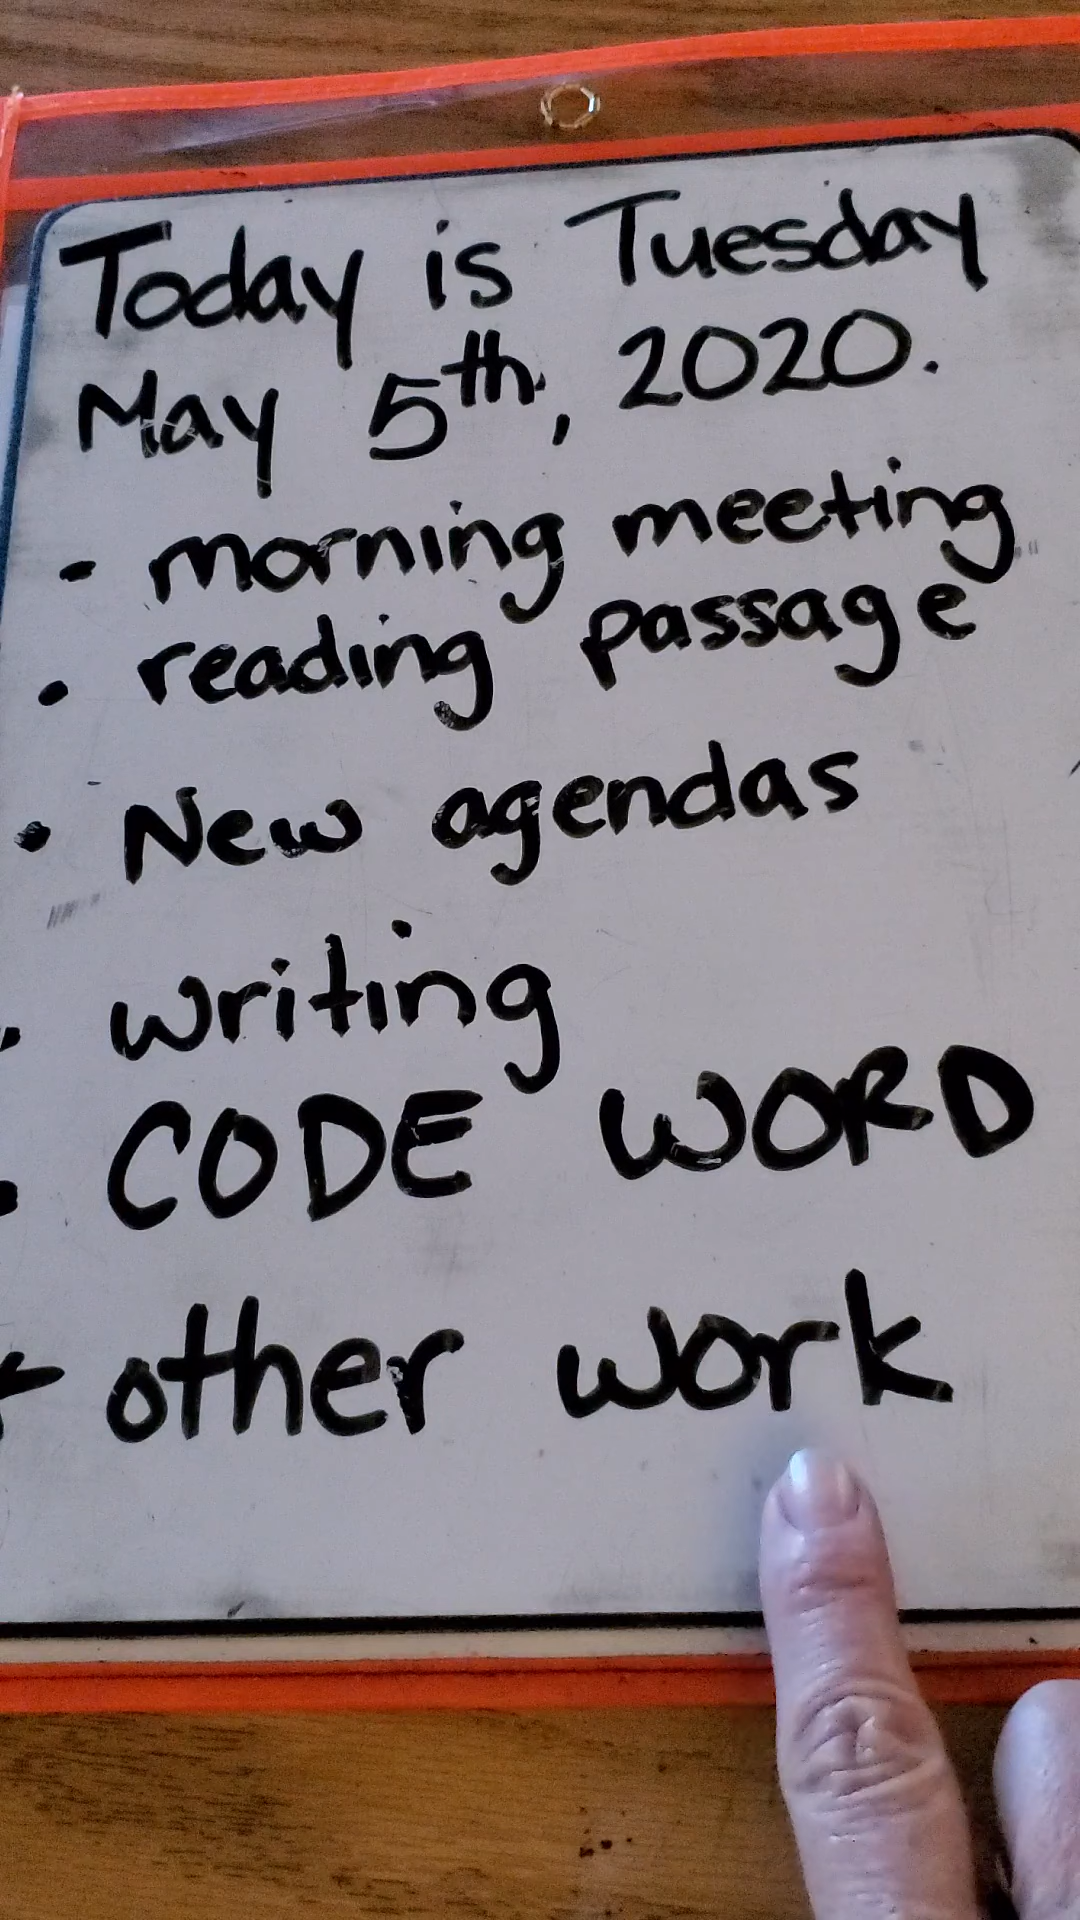 Today is Tuesday
May 5th, 2020.
- morning meeting
• reading passage
• New agendas
• writing
• CODE WORD
+ other work